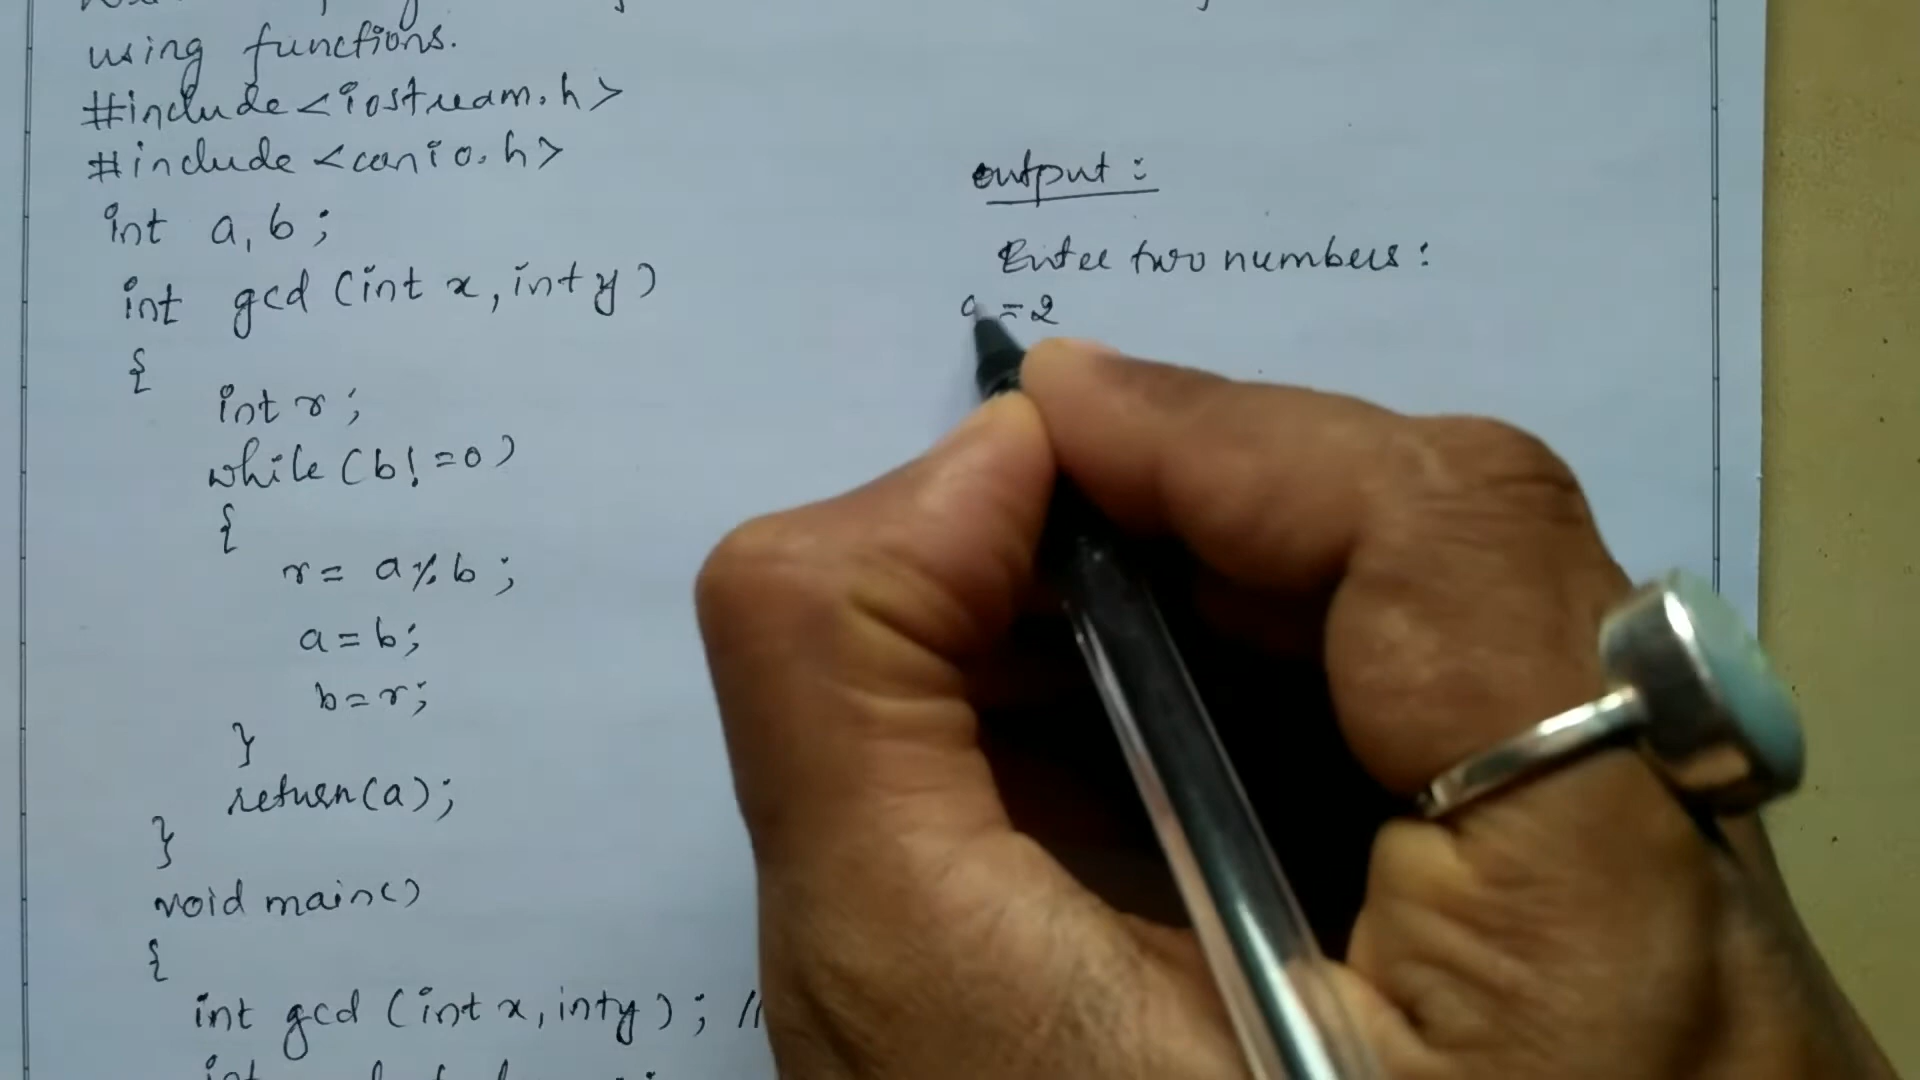 using functions.
#include<iostream.h>
#include<conio.h>
int a, b;
int gcd (int x, int y)
{
int r;
while (b! =0)
{
r= a%b;
a=b;
b=r;
}
return(a);
}
void main()
{
int gcd (int x, int y); //
int
output:
Enter two numbers:
a =2